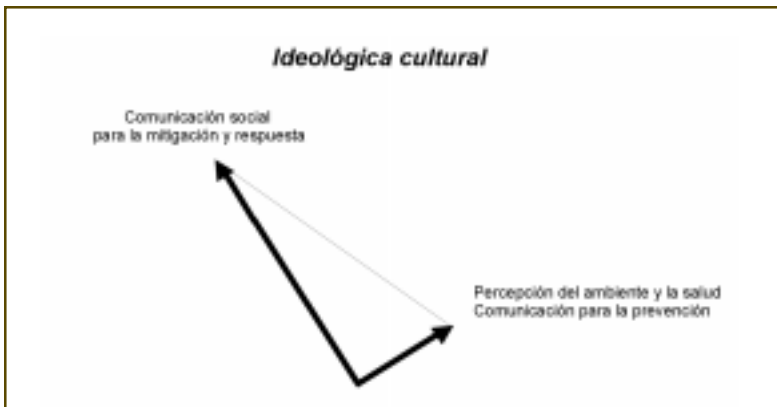 Ideológica cultural
Comunicación social
para la mitigación y respuesta
Percepción del ambiente y la salud
Comunicación para la prevención